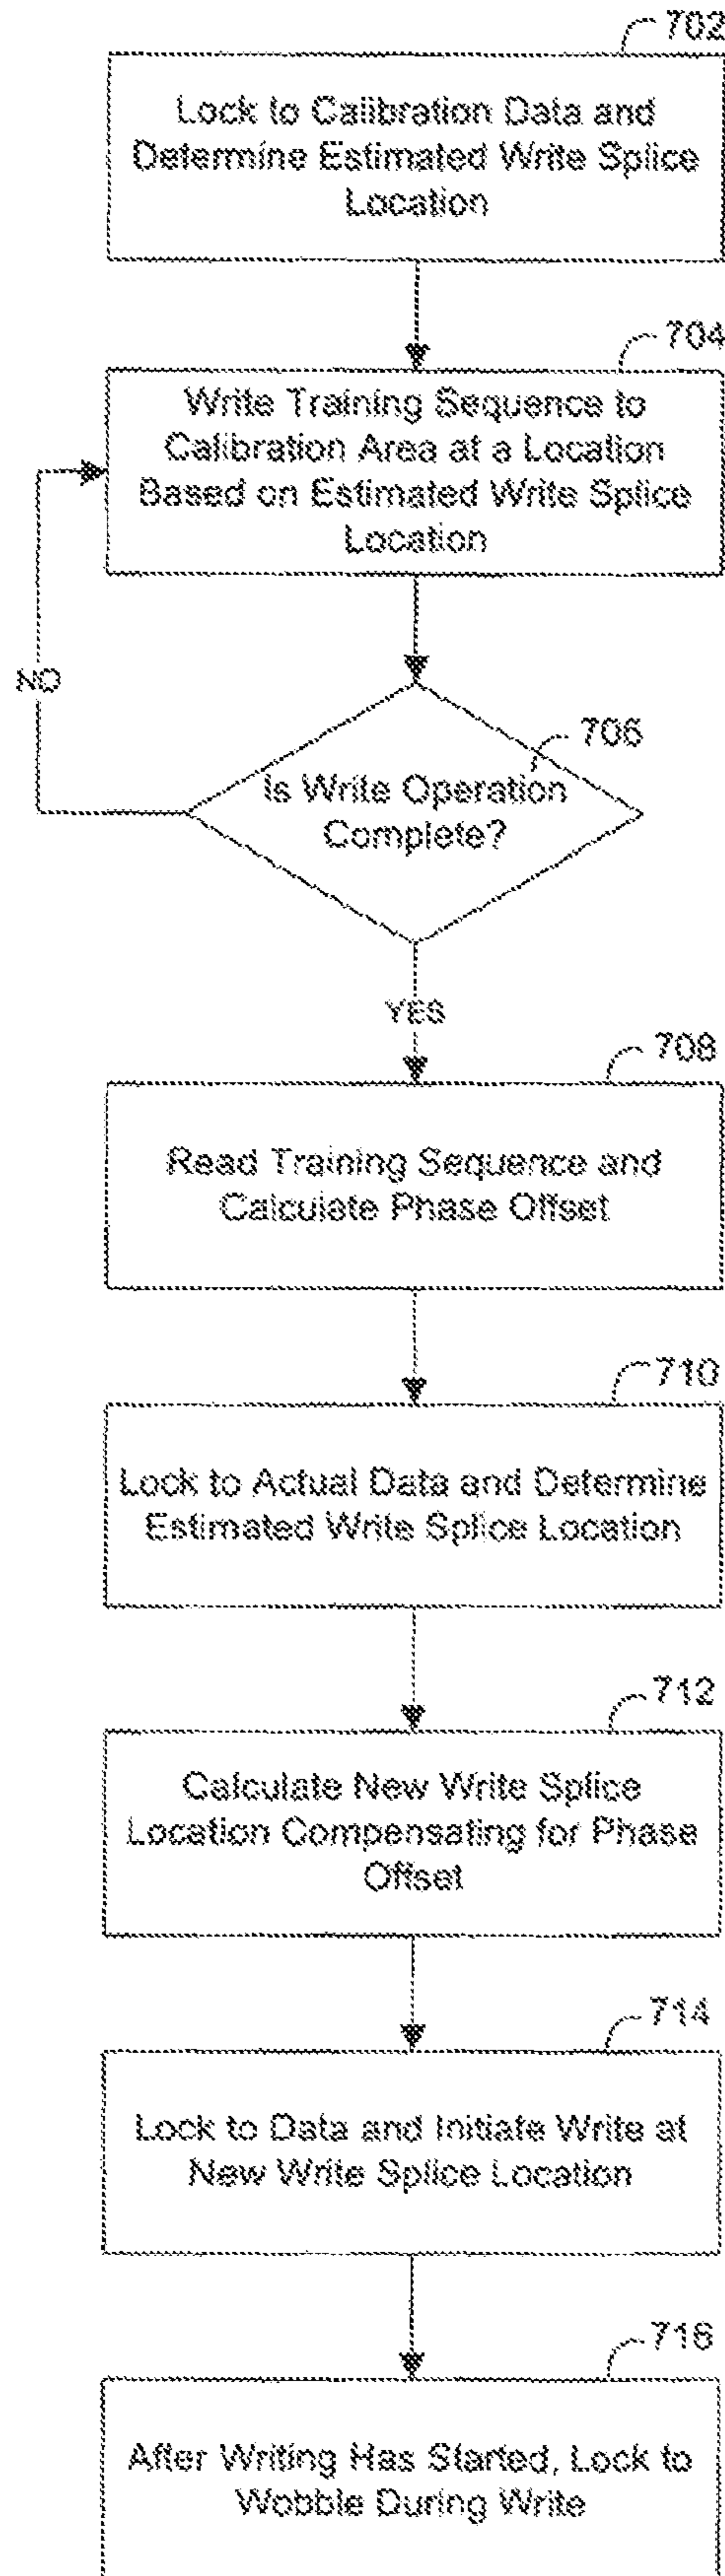 702
Lock to Calibration Data and
Determine Estimated Write Splice
Location
704
Write Training Sequence to
Calibration Area at a Location
Based on Estimated Write Splice
Location
NO
706
Is Write Operation
Complete?
YES
708
Read Training Sequence and
Calculate Phase Offset
710
Lock to Actual Data and Determine
Estimated Write Splice Location
712
Calculate New Write Splice
Location Compensating for Phase
Offset
714
Lock to Data and Initiate Write at
New Write Splice Location
716
After Writing Has Started, Lock to
Wobble During Write